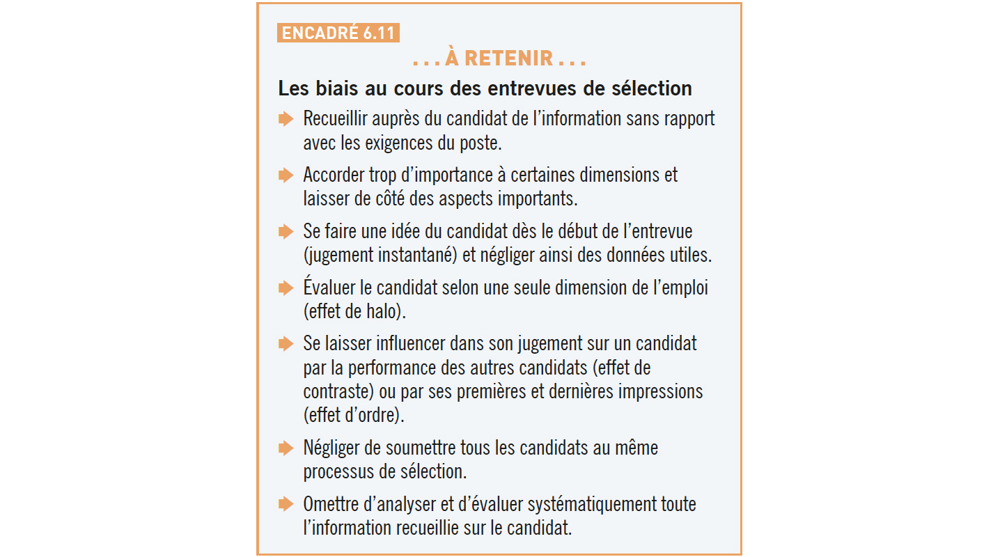 ENCADRÉ 6.11
...À RETENIR...
Les biais au cours des entrevues de sélection
Recueillir auprès du candidat de l’information sans rapport
avec les exigences du poste.
Accorder trop d’importance à certaines dimensions et
laisser de côté des aspects importants.
Se faire une idée du candidat dès le début de l’entrevue
(jugement instantané) et négliger ainsi des données utiles.
Évaluer le candidat selon une seule dimension de l’emploi
(effet de halo).
Se laisser influencer dans son jugement sur un candidat
par la performance des autres candidats (effet de
contraste) ou par ses premières et dernières impressions
(effet d’ordre).
Négliger de soumettre tous les candidats au même
processus de sélection.
Omettre d’analyser et d’évaluer systématiquement toute
l’information recueillie sur le candidat.